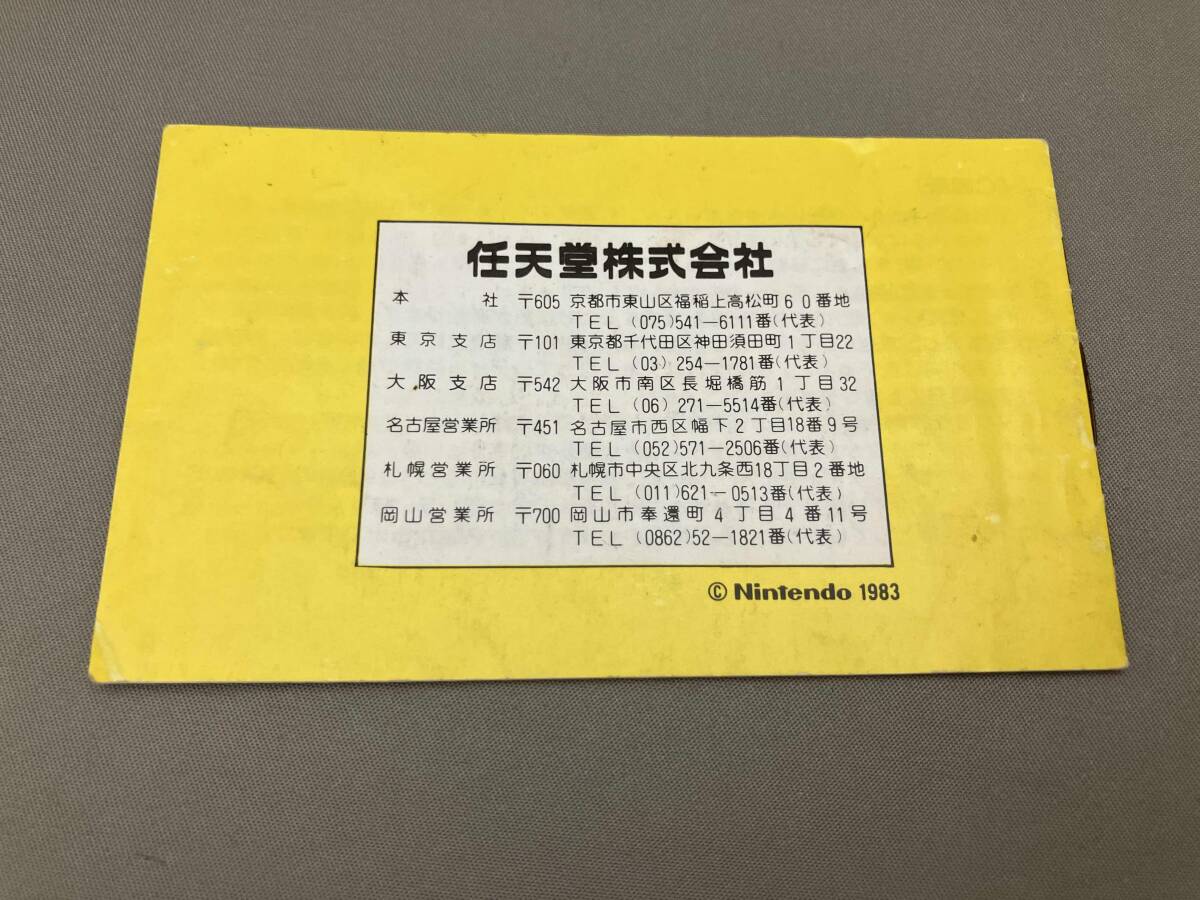 任天堂株式会社
本社 〒605 京都市東山区福稲上高松町60番地
TEL (075)541-6111番(代表)
東京支店 〒101 東京都千代田区神田須田町1丁目22
TEL (03) 254-1781番(代表)
大阪支店 〒542 大阪市南区長堀橋筋1丁目32
TEL (06) 271-5514番(代表)
名古屋営業所 〒451 名古屋市西区幅下2丁目18番9号
TEL (052)571-2506番(代表)
札幌営業所 〒060 札幌市中央区北九条西18丁目2番地
TEL (011)621-0513番(代表)
岡山営業所 〒700 岡山市奉還町4丁目4番11号
TEL (0862)52-1821番(代表)
© Nintendo 1983